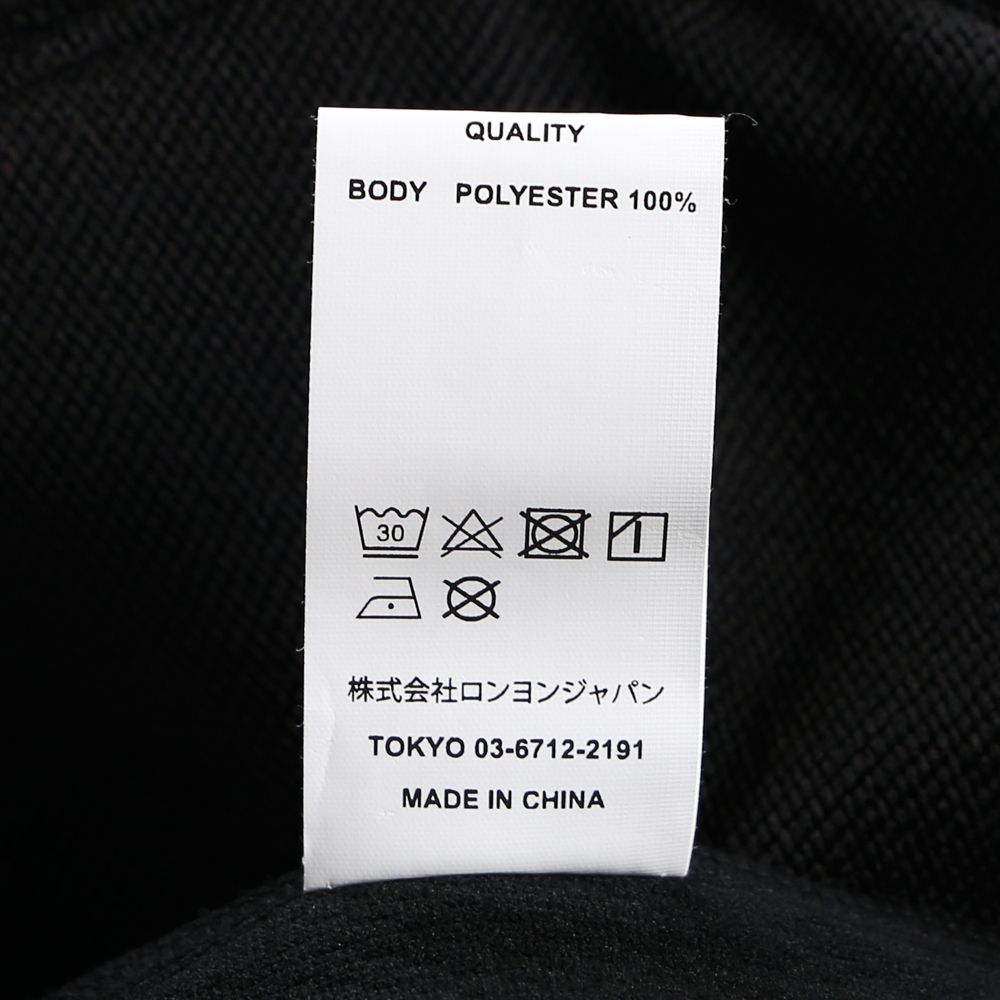 QUALITY
BODY POLYESTER 100%
30
株式会社ロンヨンジャパン
TOKYO 03-6712-2191
MADE IN CHINA